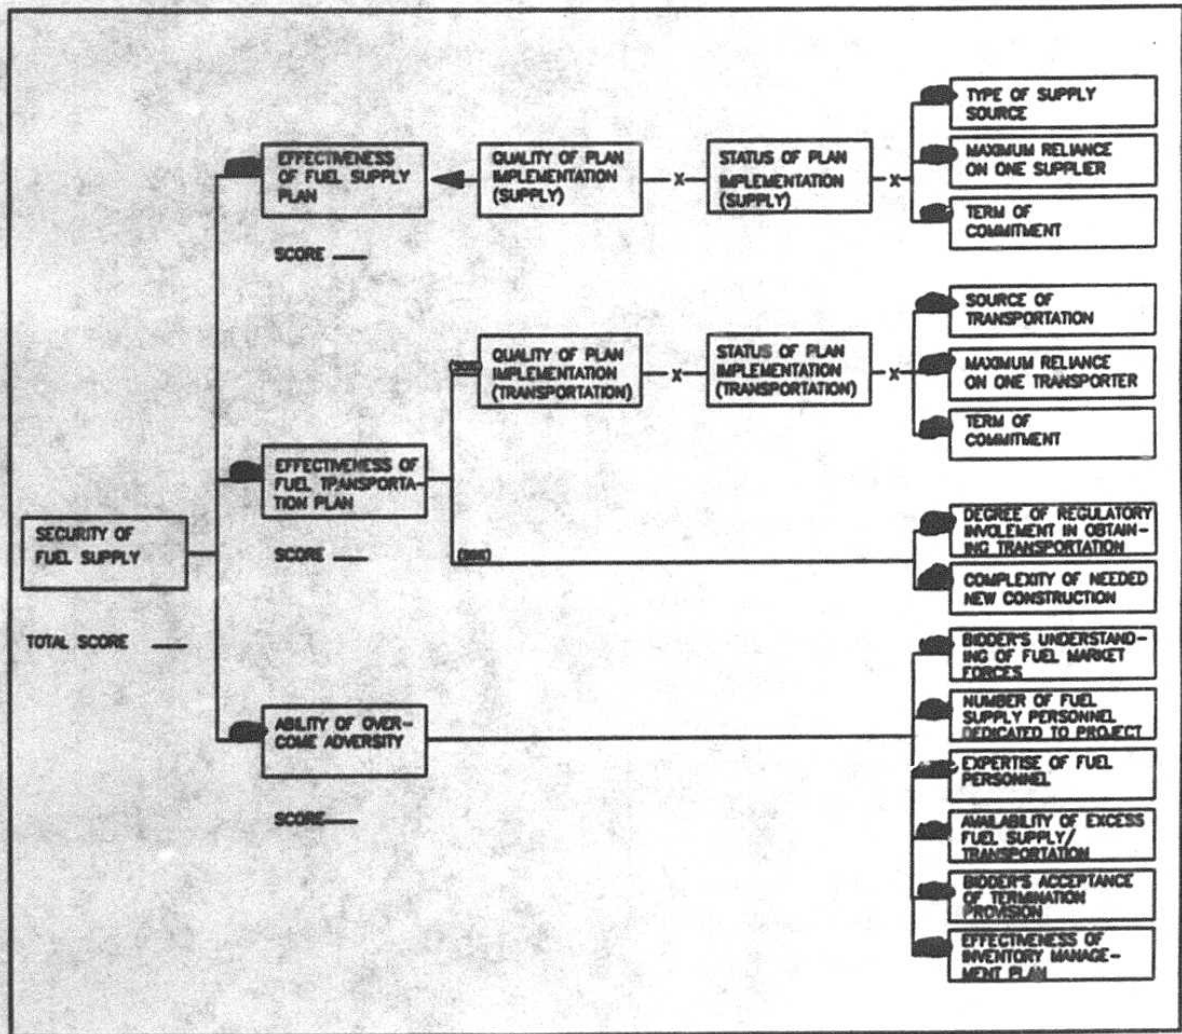 SECURITY OF
FUEL SUPPLY
TOTAL SCORE ___
EFFECTIVENESS
OF FUEL SUPPLY
PLAN
SCORE ___
QUALITY OF PLAN
IMPLEMENTATION
(SUPPLY)
X
STATUS OF PLAN
IMPLEMENTATION
(SUPPLY)
X
TYPE OF SUPPLY
SOURCE
MAXIMUM RELIANCE
ON ONE SUPPLIER
TERM OF
COMMITMENT
EFFECTIVENESS OF
FUEL TRANSPORTA-
TION PLAN
SCORE ___
QUALITY OF PLAN
IMPLEMENTATION
(TRANSPORTATION)
X
STATUS OF PLAN
IMPLEMENTATION
(TRANSPORTATION)
X
SOURCE OF
TRANSPORTATION
MAXIMUM RELIANCE
ON ONE TRANSPORTER
TERM OF
COMMITMENT
DEGREE OF REGULATORY
INVOLEMENT IN OBTAIN-
ING TRANSPORTATION
COMPLEXITY OF NEEDED
NEW CONSTRUCTION
ABILITY OF OVER-
COME ADVERSITY
SCORE ___
BIDDER'S UNDERSTAND-
ING OF FUEL MARKET
FORCES
NUMBER OF FUEL
SUPPLY PERSONNEL
DEDICATED TO PROJECT
EXPERTISE OF FUEL
PERSONNEL
AVAILABILITY OF EXCESS
FUEL SUPPLY/
TRANSPORTATION
BIDDER'S ACCEPTANCE
OF TERMINATION
PROVISION
EFFECTIVENESS OF
INVENTORY MANAGE-
MENT PLAN